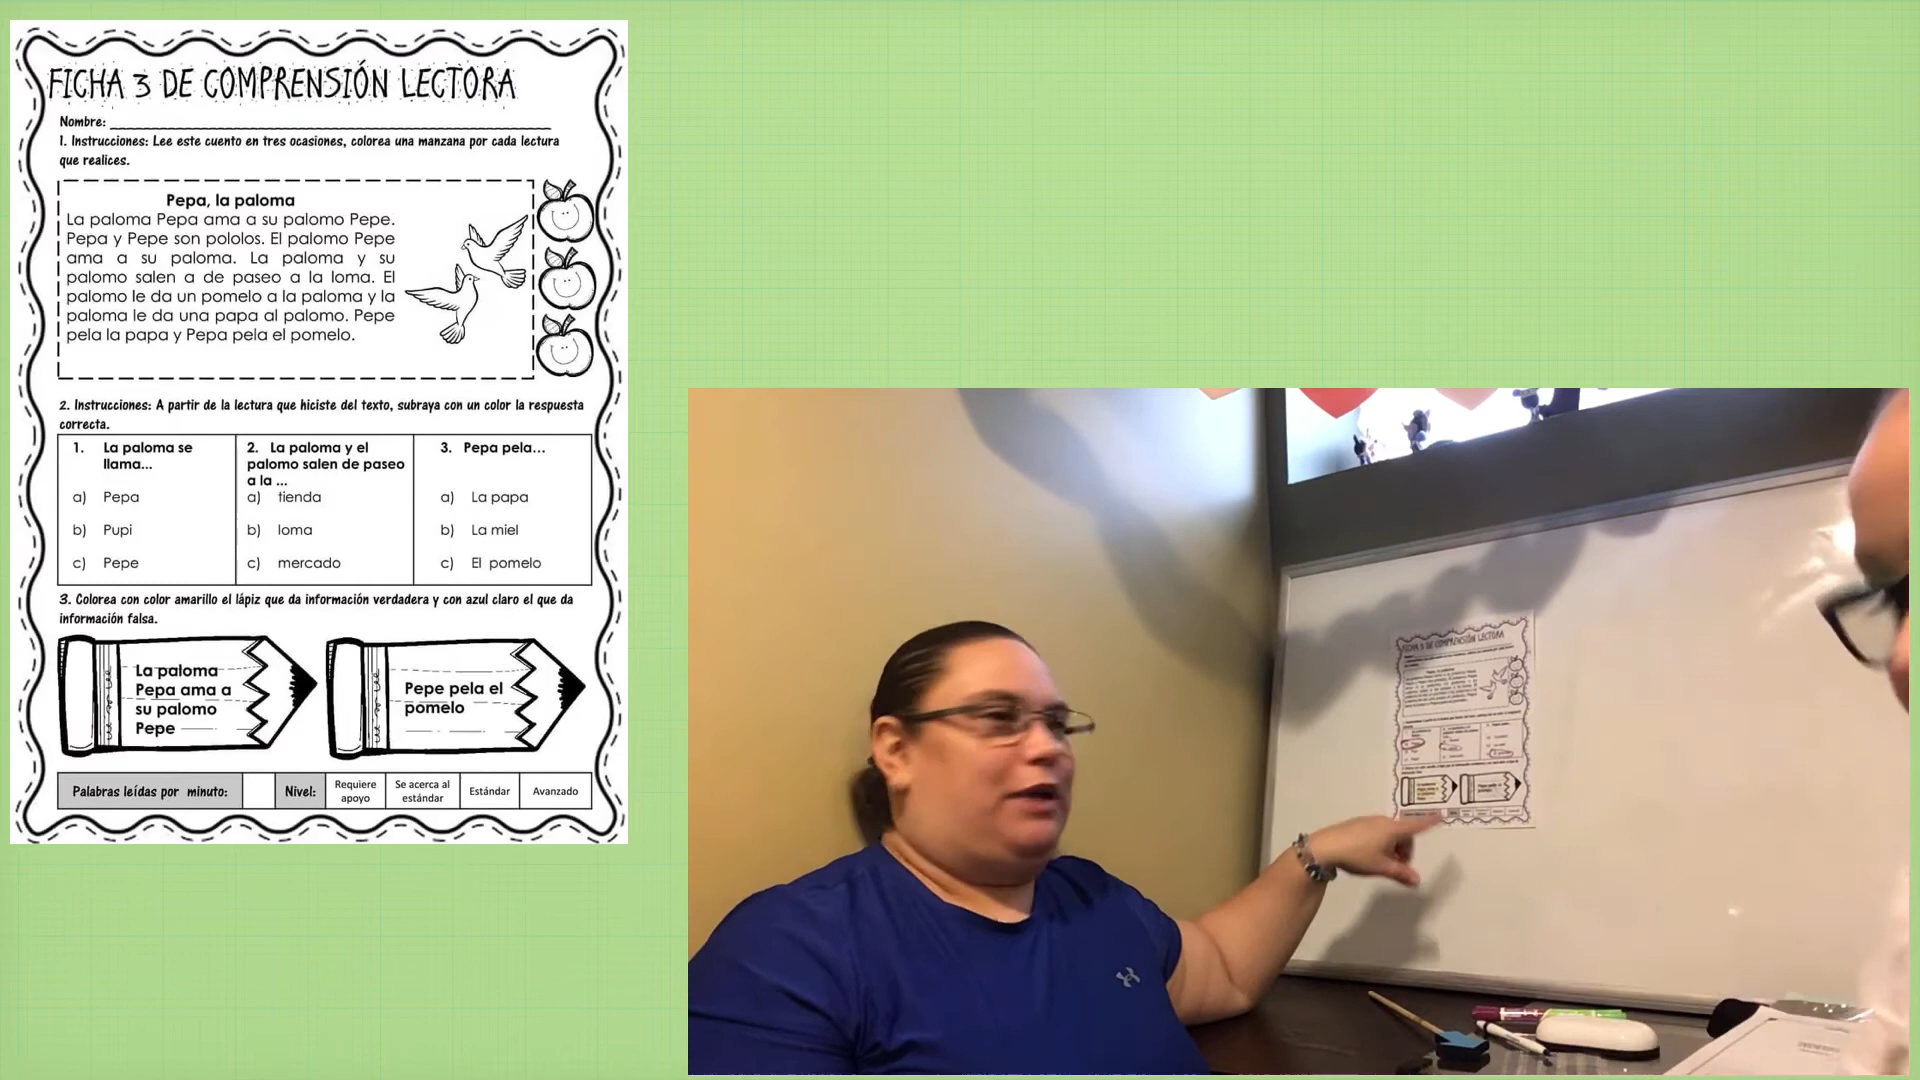 FICHA 3 DE COMPRENSIÓN LECTORA
Nombre:
1. Instrucciones: Lee este cuento en tres ocasiones, colorea una manzana por cada lectura
que realices.
Pepa, la paloma
La paloma Pepa ama a su palomo Pepe.
Pepa y Pepe son pololos. El palomo Pepe
ama a su paloma. La paloma y su
palomo salen a de paseo a la loma. El
palomo le da un pomelo a la paloma y la
paloma le da una papa al palomo. Pepe
pela la papa y Pepa pela el pomelo.
2. Instrucciones: A partir de la lectura que hiciste del texto, subraya con un color la respuesta
correcta.
1. La paloma se
llama...
a) Pepa
b) Pupi
c) Pepe
2. La paloma y el
palomo salen de paseo
a la ...
a) tienda
b) loma
c) mercado
3. Pepa pela...
a) La papa
b) La miel
c) El pomelo
3. Colorea con color amarillo el lápiz que da información verdadera y con azul claro el que da
información falsa.
La paloma
Pepa ama a
su palomo
Pepe
Pepe pela el
pomelo
Palabras leídas por minuto:
Nivel:
Requiere
apoyo
Se acerca al
estándar
Estándar
Avanzado
FICHA 3 DE COMPRENSIÓN LECTORA